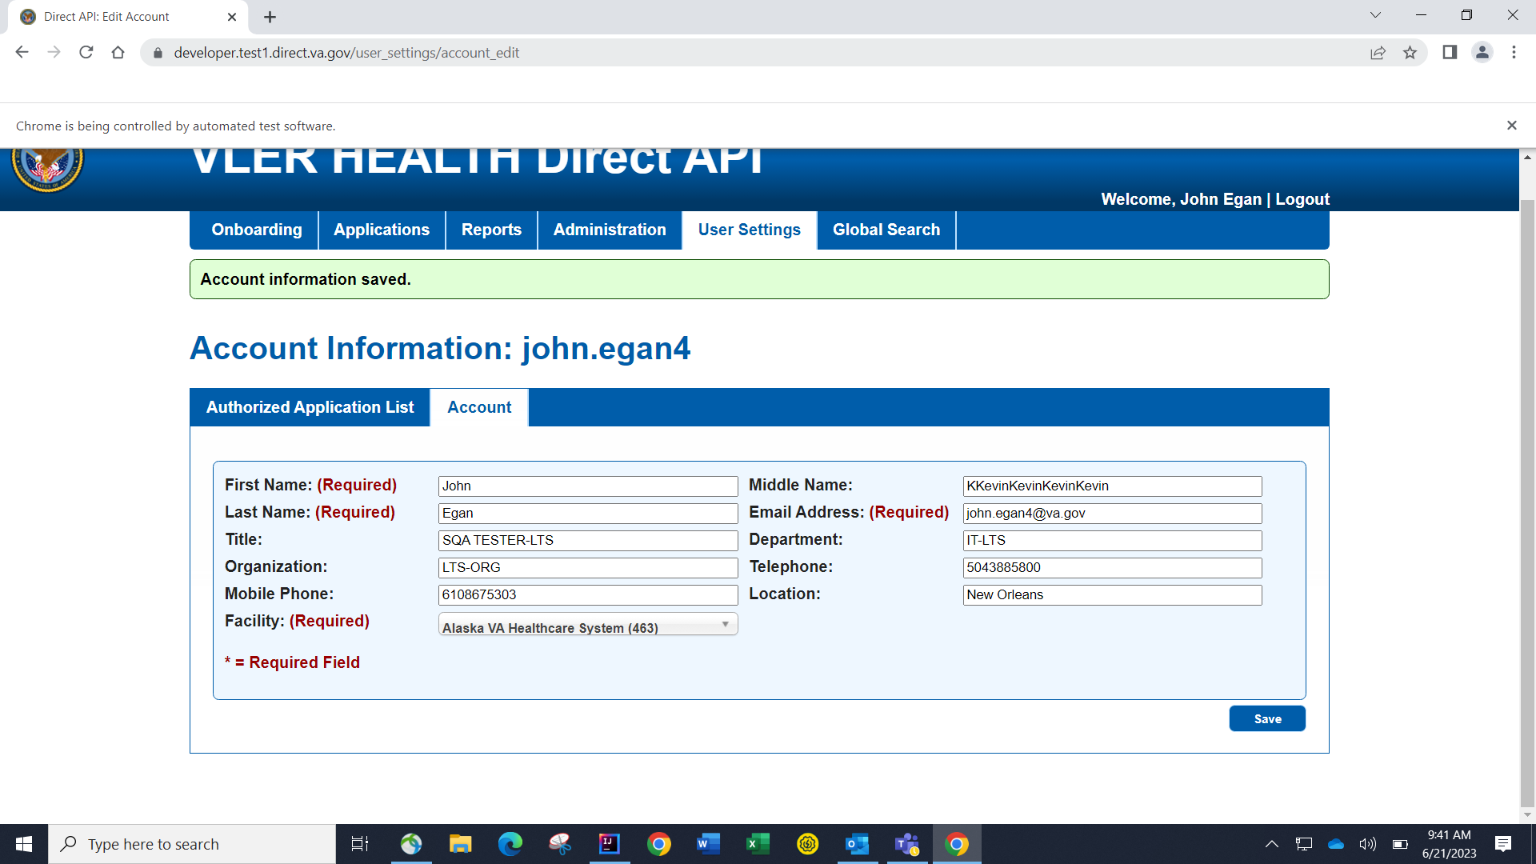 Direct API: Edit Account
developer.test1.direct.va.gov/user_settings/account_edit
Chrome is being controlled by automated test software.
VLER HEALTH Direct API
Welcome, John Egan | Logout
Onboarding Applications Reports Administration User Settings Global Search
Account information saved.
Account Information: john.egan4
Authorized Application List Account
First Name: (Required) John Middle Name: KKevinKevinKevinKevin
Last Name: (Required) Egan Email Address: (Required) john.egan4@va.gov
Title: SQA TESTER-LTS Department: IT-LTS
Organization: LTS-ORG Telephone: 5043885800
Mobile Phone: 6108675303 Location: New Orleans
Facility: (Required) Alaska VA Healthcare System (463)
* = Required Field
Save
Type here to search
9:41 AM
6/21/2023